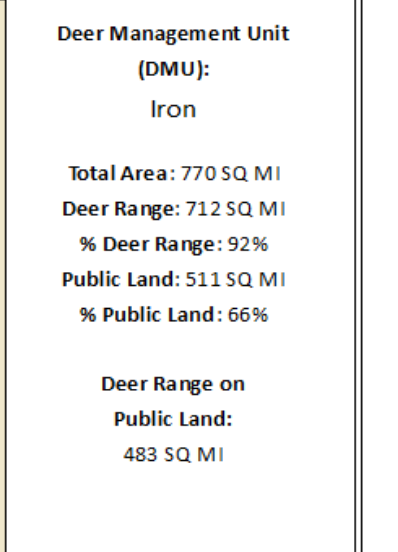 Deer Management Unit
(DMU):
Iron
Total Area: 770 SQ MI
Deer Range: 712 SQ MI
% Deer Range: 92%
Public Land: 511 SQ MI
% Public Land: 66%
Deer Range on
Public Land:
483 SQ MI